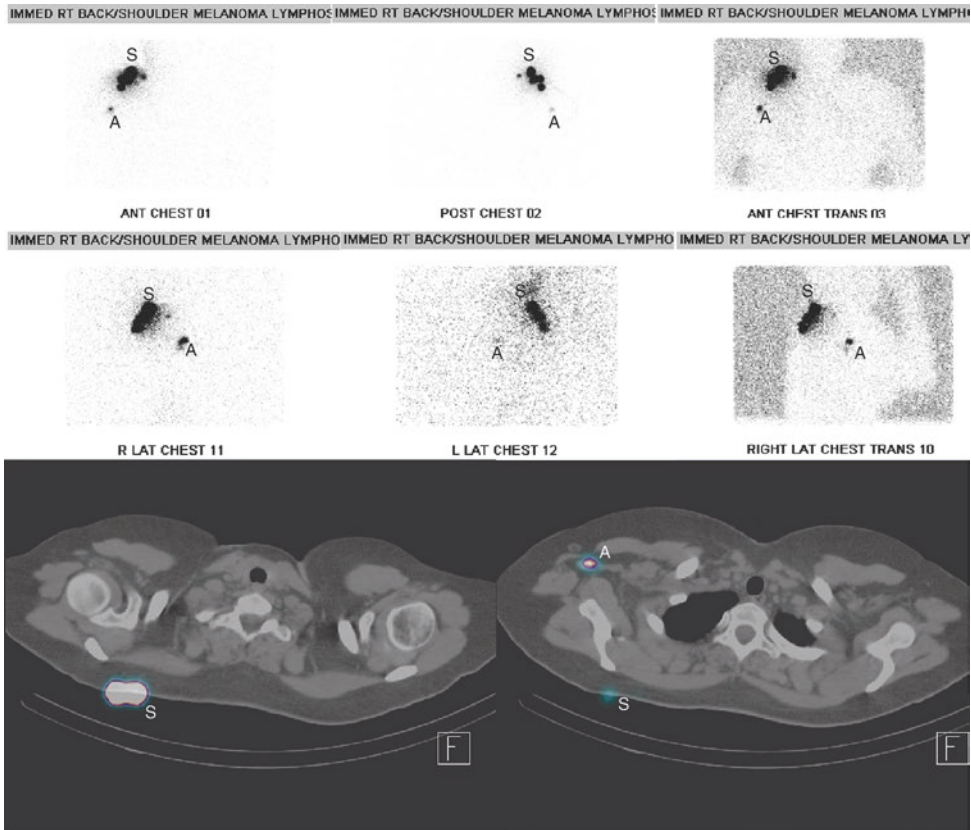 IMMED RT BACK/SHOULDER MELANOMA LYMPHOS
IMMED RT BACK/SHOULDER MELANOMA LYMPHOS
IMMED RT BACK/SHOULDER MELANOMA LYMPHO
S
A
S
A
S
A
ANT CHEST 01
POST CHEST 02
ANT CHEST TRANS 03
IMMED RT BACK/SHOULDER MELANOMA LYMPHO
IMMED RT BACK/SHOULDER MELANOMA LYMPHO
IMMED RT BACK/SHOULDER MELANOMA LY
S
A
S
A
S
A
R LAT CHEST 11
L LAT CHEST 12
RIGHT LAT CHEST TRANS 10
A
S
S
F
F